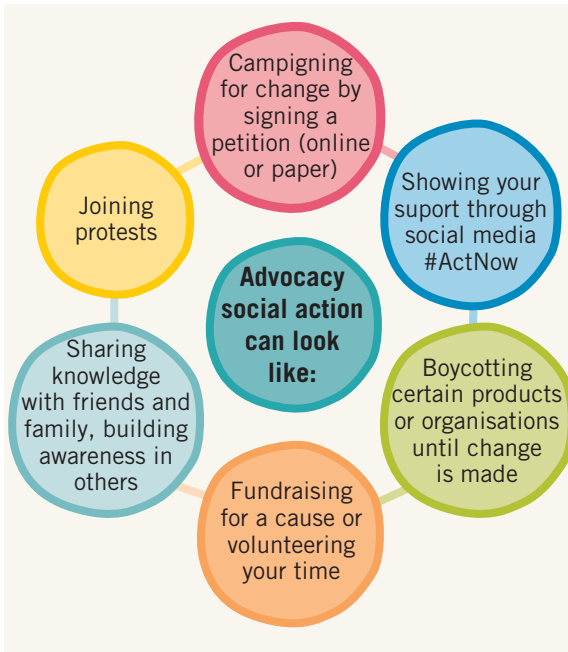 Campigning
for change by
signing a
petition (online
or paper)
Showing your
suport through
social media
#ActNow
Joining
protests
Advocacy
social action
can look
like:
Sharing
knowledge
with friends and
family, building
awareness in
others
Boycotting
certain products
or organisations
until change
is made
Fundraising
for a cause or
volunteering
your time